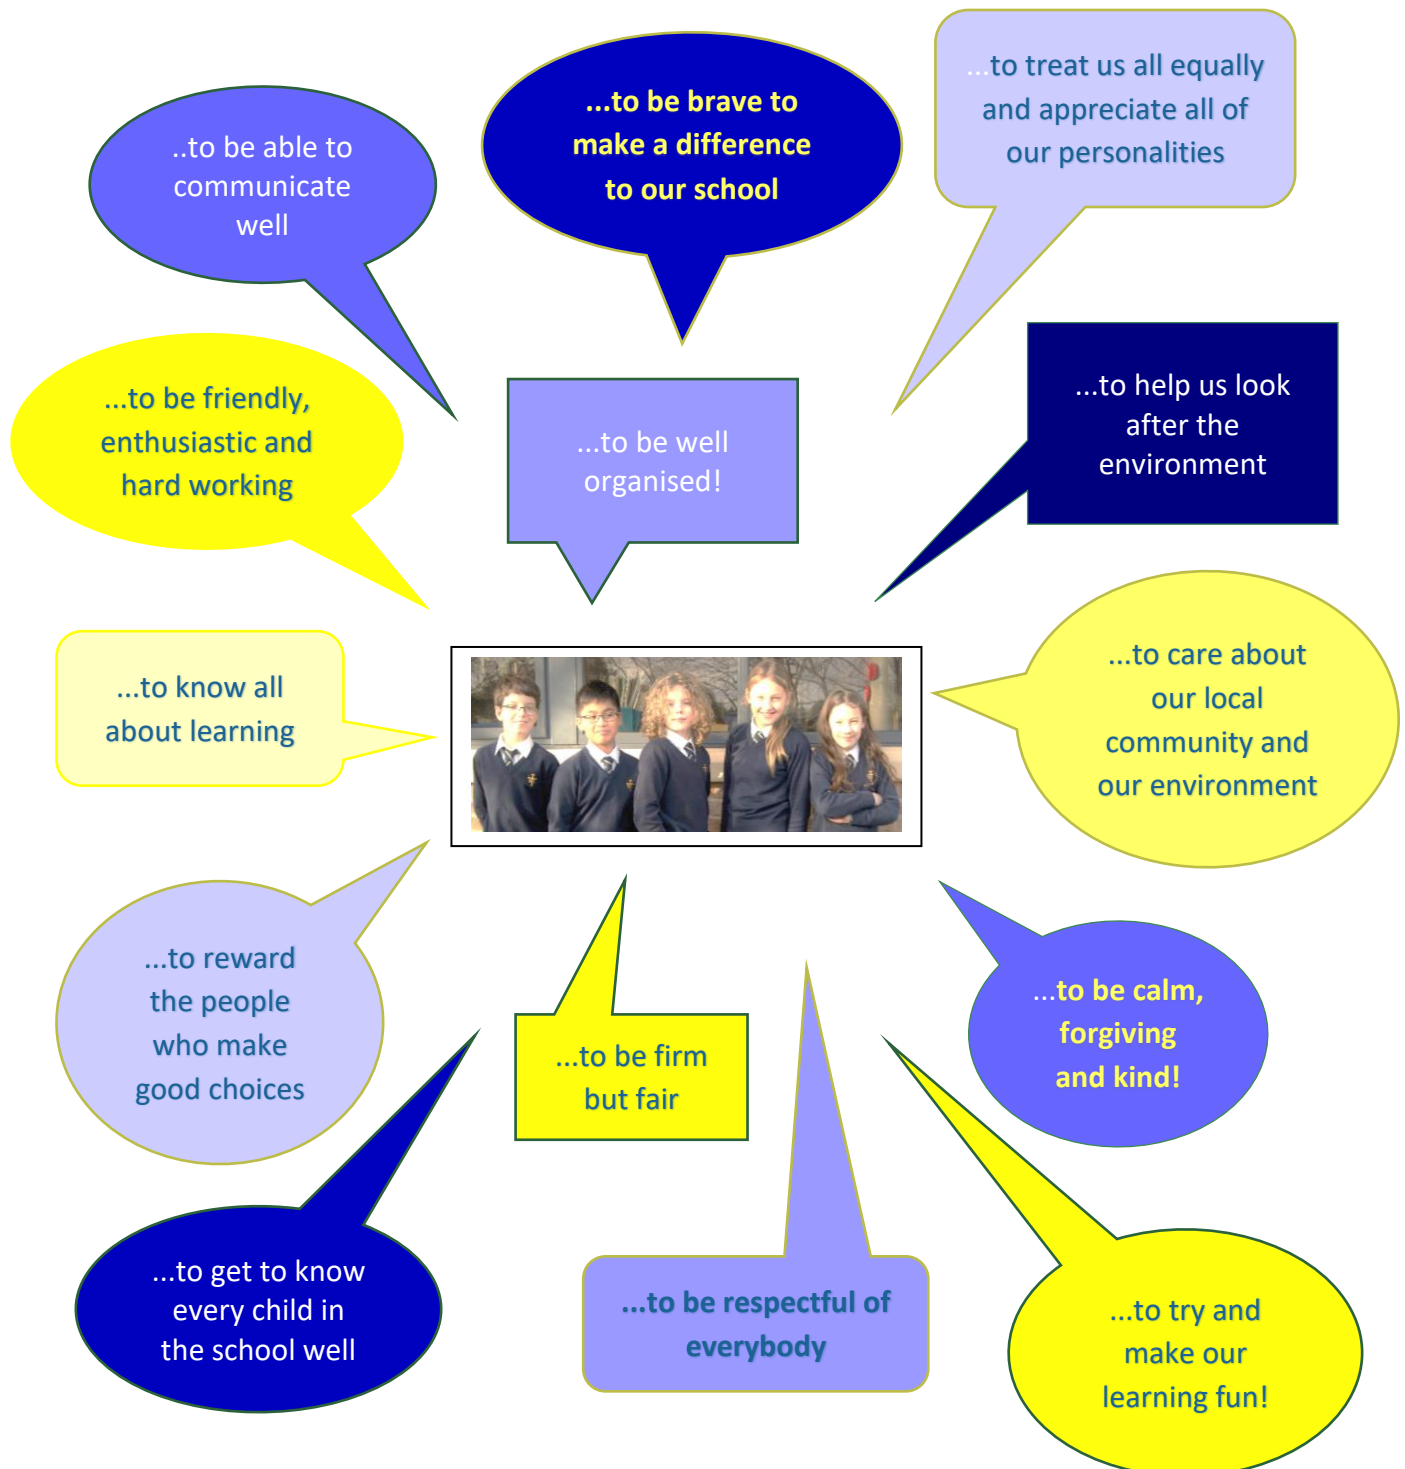 ..to be able to
communicate
well
...to be brave to
make a difference
to our school
...to treat us all equally
and appreciate all of
our personalities
...to be friendly,
enthusiastic and
hard working
...to be well
organised!
...to help us look
after the
environment
...to know all
about learning
...to care about
our local
community and
our environment
...to reward
the people
who make
good choices
...to be firm
but fair
...to be calm,
forgiving
and kind!
...to get to know
every child in
the school well
...to be respectful of
everybody
...to try and
make our
learning fun!